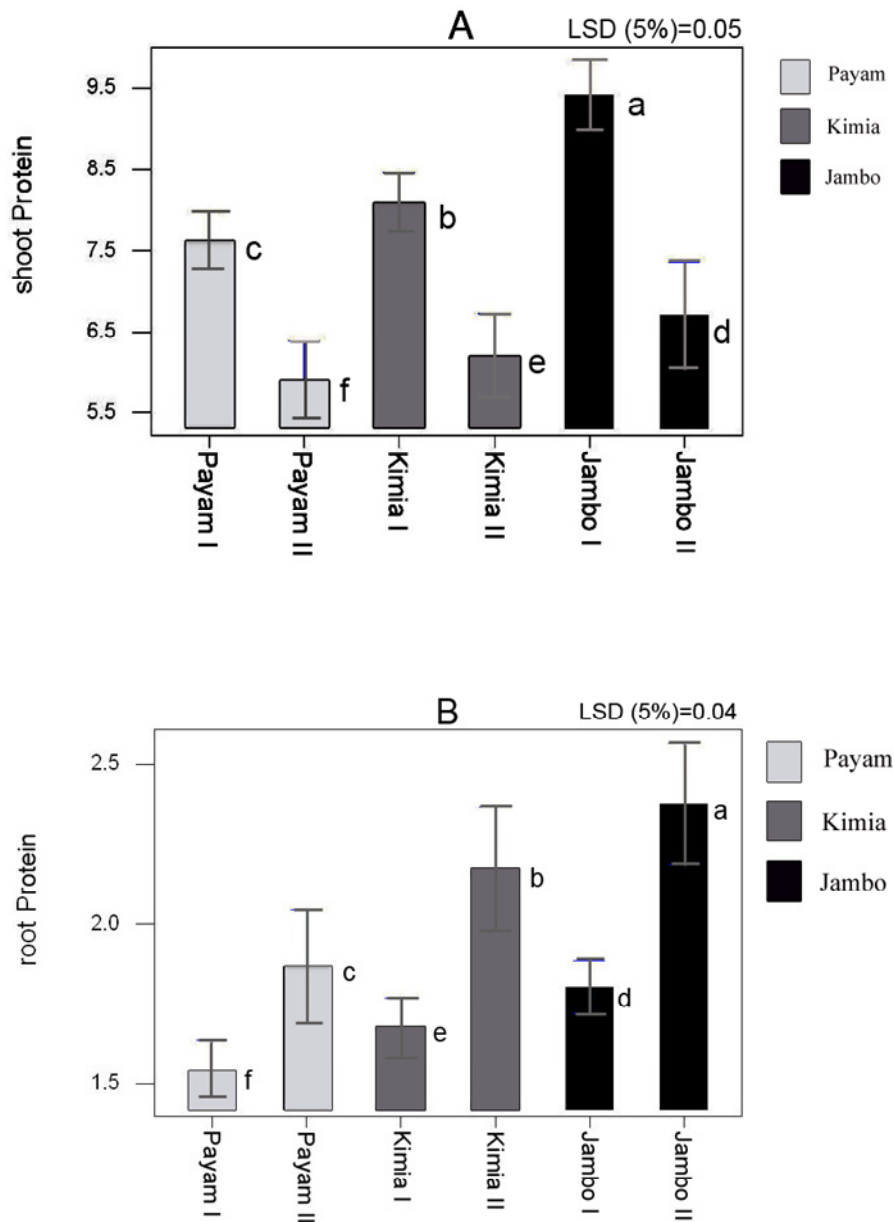 A
LSD (5%)=0.05
9.5
8.5
7.5
6.5
5.5
shoot Protein
c
f
b
e
a
d
Payam I
Payam II
Kimia I
Kimia II
Jambo I
Jambo II
Payam
Kimia
Jambo
B
LSD (5%)=0.04
2.5
2.0
1.5
root Protein
f
c
e
b
d
a
Payam I
Payam II
Kimia I
Kimia II
Jambo I
Jambo II
Payam
Kimia
Jambo